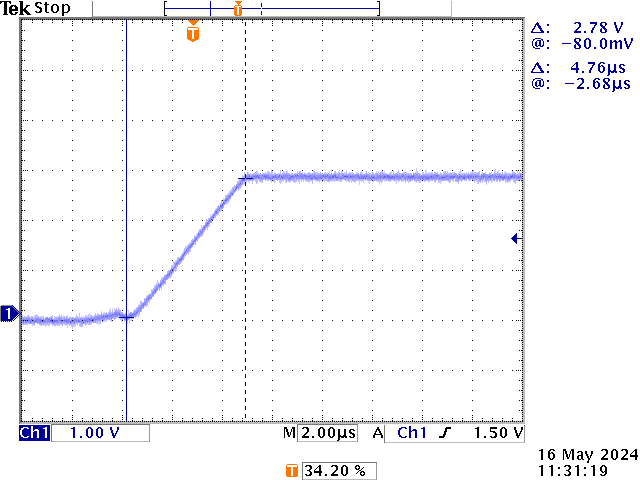 Tek Stop
T
T
Δ: 2.78 V
@: −80.0mV
Δ: 4.76µs
@: −2.68µs
1
Ch1 1.00 V M 2.00µs A Ch1 1.50 V
T 34.20 %
16 May 2024
11:31:19